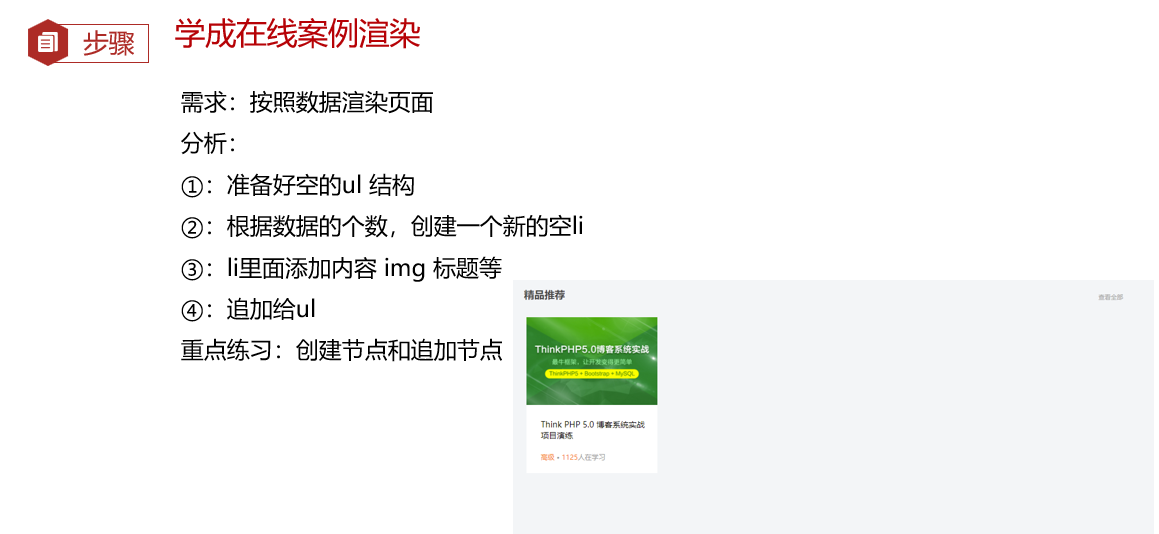 步骤
学成在线案例渲染
需求：按照数据渲染页面
分析：
①：准备好空的ul 结构
②：根据数据的个数，创建一个新的空li
③：li里面添加内容 img 标题等
④：追加给ul
重点练习：创建节点和追加节点
精品推荐
查看全部
ThinkPHP5.0博客系统实战
最牛框架，让开发变得更简单
ThinkPHP5 + Bootstrap + MySQL
Think PHP 5.0 博客系统实战
项目演练
高级 • 1125人在学习